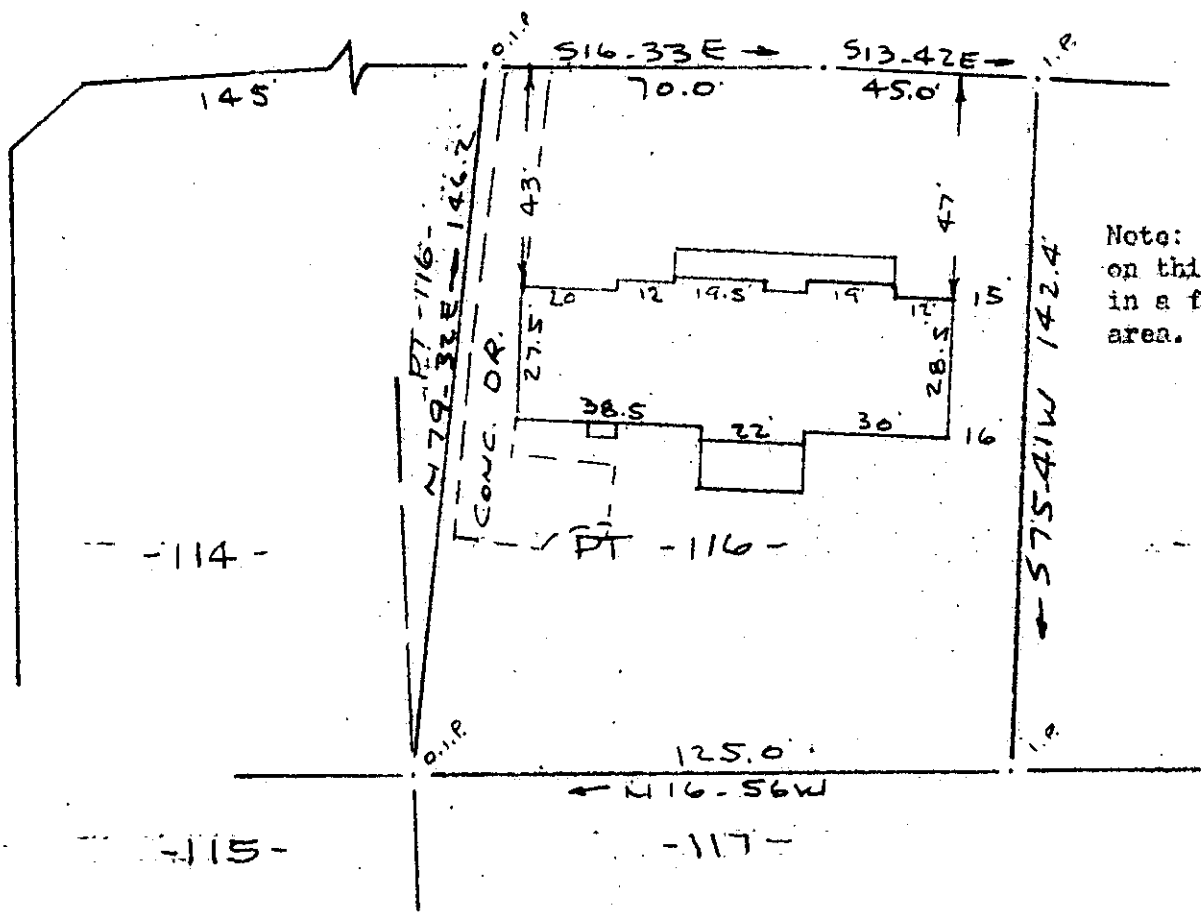 O.I.P.
S16-33E →
S13-42E →
I.P.
145'
70.0'
45.0'
43'
47'
PT -116-
N79-32E → 146.2'
CONC. DR.
Note:
on thi
in a f
area.
20
12
19.5'
19'
12'
15'
27.5'
28.5'
← S75-41W 142.4'
38.5
22'
30'
16'
-114-
PT -116-
O.I.P.
125.0'
I.P.
← N16-56W
-115-
-117-